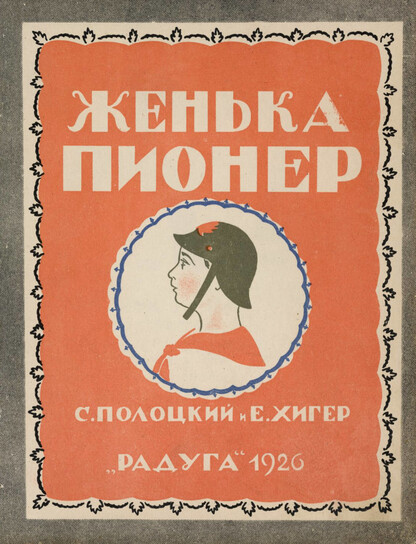 ЖЕНЬКА
ПИОНЕР
С.ПОЛОЦКИЙ и Е.ХИГЕР
„РАДУГА“ 1926